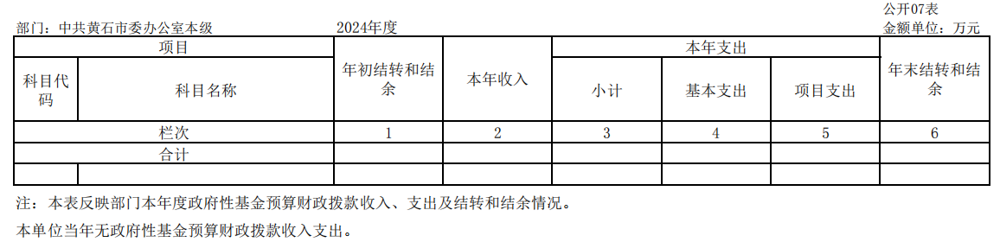 公开07表
部门：中共黄石市委办公室本级 2024年度 金额单位：万元
项目 年初结转和结余 本年收入 本年支出 年末结转和结余
科目代码 科目名称 小计 基本支出 项目支出
栏次 1 2 3 4 5 6
合计
注：本表反映部门本年度政府性基金预算财政拨款收入、支出及结转和结余情况。
本单位当年无政府性基金预算财政拨款收入支出。